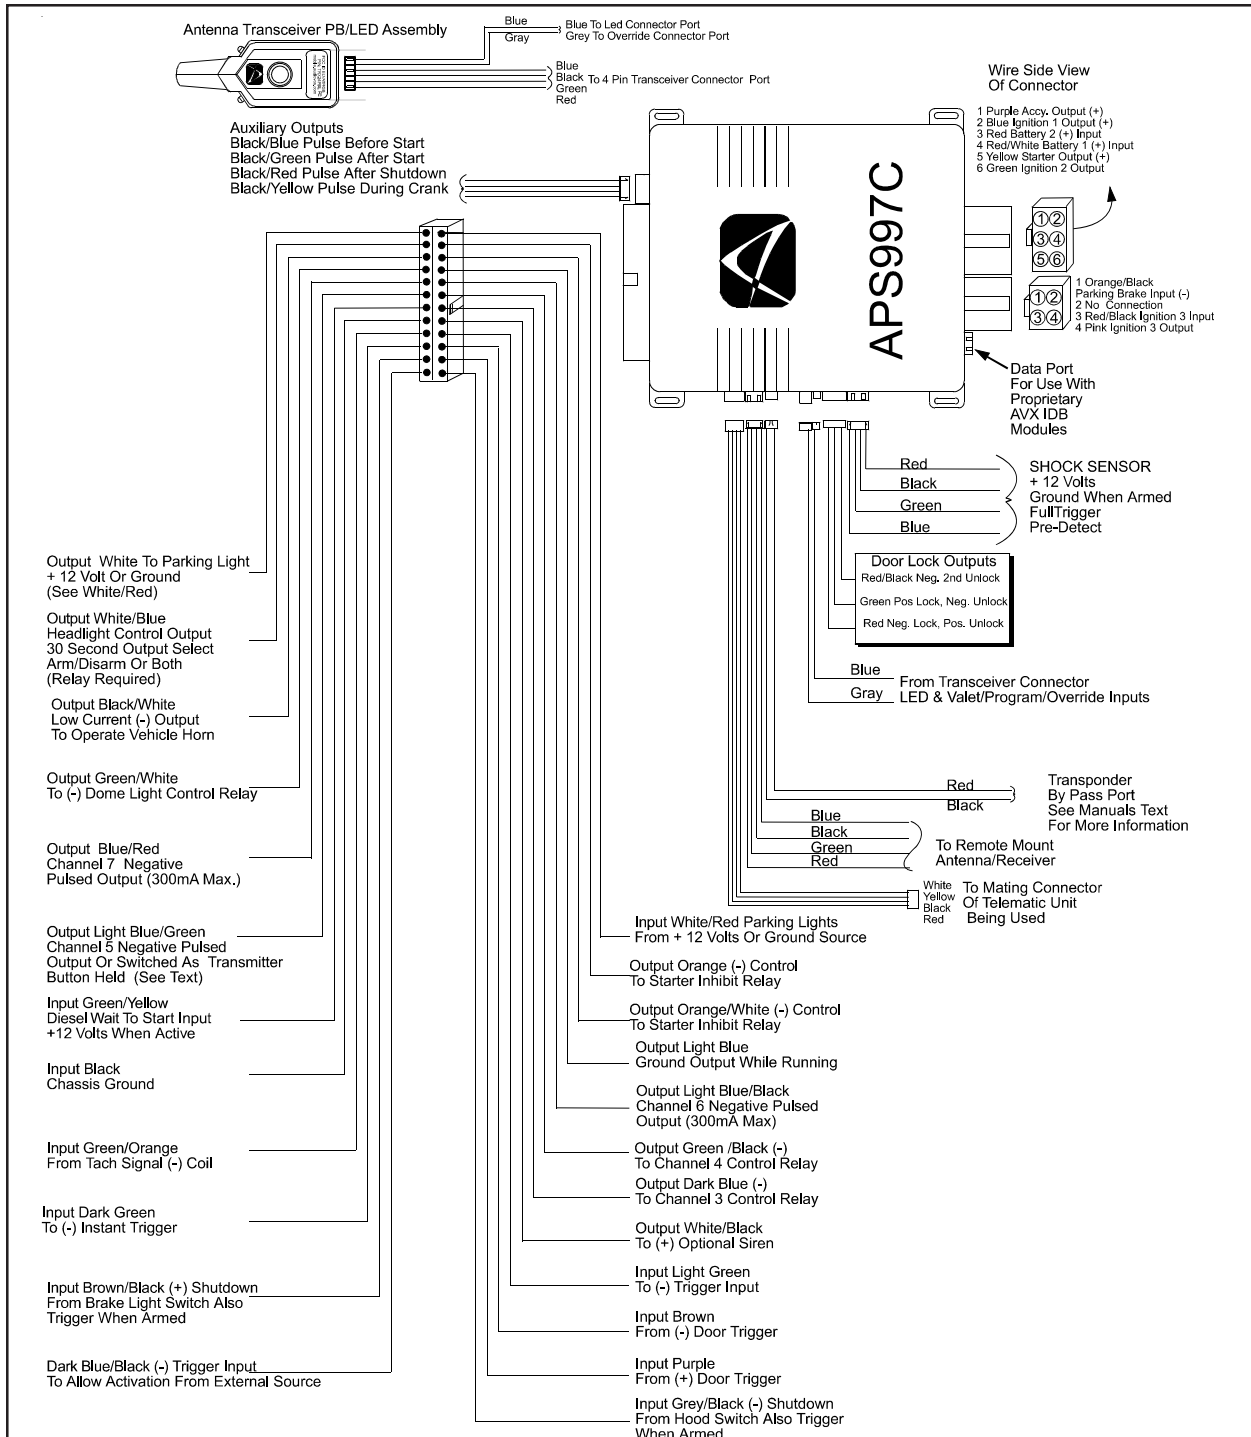 Antenna Transceiver PB/LED Assembly
Blue
Gray
Blue To Led Connector Port
Grey To Override Connector Port
Blue
Black
Green
Red
To 4 Pin Transceiver Connector Port
Wire Side View
Of Connector
1 Purple Accy. Output (+)
2 Blue Ignition 1 Output (+)
3 Red Battery 2 (+) Input
4 Red/White Battery 1 (+) Input
5 Yellow Starter Output (+)
6 Green Ignition 2 Output
Auxiliary Outputs
Black/Blue Pulse Before Start
Black/Green Pulse After Start
Black/Red Pulse After Shutdown
Black/Yellow Pulse During Crank
APS997C
1 2
3 4
5 6
1 2
3 4
1 Orange/Black
Parking Brake Input (-)
2 No Connection
3 Red/Black Ignition 3 Input
4 Pink Ignition 3 Output
Data Port
For Use With
Proprietary
AVX IDB
Modules
Red
Black
Green
Blue
SHOCK SENSOR
+ 12 Volts
Ground When Armed
FullTrigger
Pre-Detect
Door Lock Outputs
Red/Black Neg. 2nd Unlock
Green Pos Lock, Neg. Unlock
Red Neg. Lock, Pos. Unlock
Blue
Gray
From Transceiver Connector
LED & Valet/Program/Override Inputs
Red
Black
Transponder
By Pass Port
See Manuals Text
For More Information
Blue
Black
Green
Red
To Remote Mount
Antenna/Receiver
White
Yellow
Black
Red
To Mating Connector
Of Telematic Unit
Being Used
Output White To Parking Light
+ 12 Volt Or Ground
(See White/Red)
Output White/Blue
Headlight Control Output
30 Second Output Select
Arm/Disarm Or Both
(Relay Required)
Output Black/White
Low Current (-) Output
To Operate Vehicle Horn
Output Green/White
To (-) Dome Light Control Relay
Output Blue/Red
Channel 7 Negative
Pulsed Output (300mA Max.)
Output Light Blue/Green
Channel 5 Negative Pulsed
Output Or Switched As Transmitter
Button Held (See Text)
Input Green/Yellow
Diesel Wait To Start Input
+12 Volts When Active
Input Black
Chassis Ground
Input Green/Orange
From Tach Signal (-) Coil
Input Dark Green
To (-) Instant Trigger
Input Brown/Black (+) Shutdown
From Brake Light Switch Also
Trigger When Armed
Dark Blue/Black (-) Trigger Input
To Allow Activation From External Source
Input White/Red Parking Lights
From + 12 Volts Or Ground Source
Output Orange (-) Control
To Starter Inhibit Relay
Output Orange/White (-) Control
To Starter Inhibit Relay
Output Light Blue
Ground Output While Running
Output Light Blue/Black
Channel 6 Negative Pulsed
Output (300mA Max)
Output Green /Black (-)
To Channel 4 Control Relay
Output Dark Blue (-)
To Channel 3 Control Relay
Output White/Black
To (+) Optional Siren
Input Light Green
To (-) Trigger Input
Input Brown
From (-) Door Trigger
Input Purple
From (+) Door Trigger
Input Grey/Black (-) Shutdown
From Hood Switch Also Trigger
When Armed